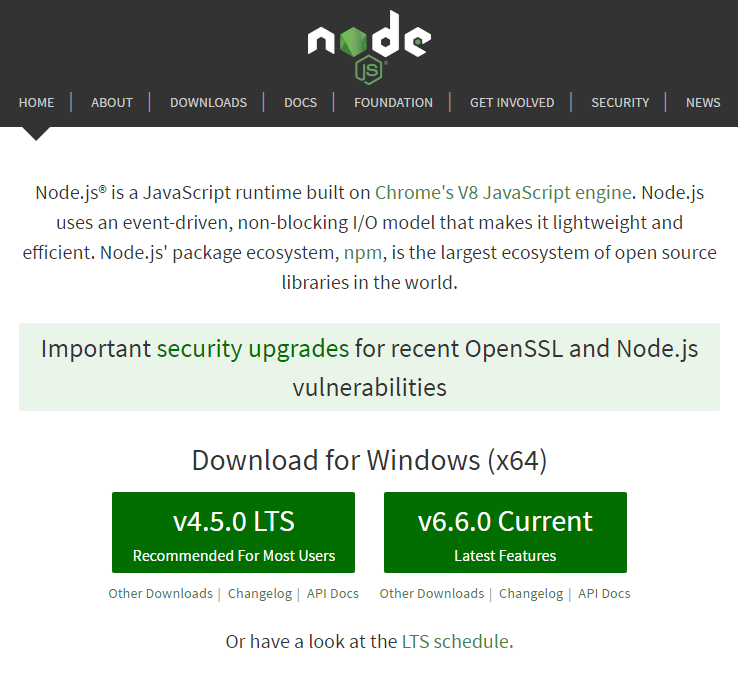 node
JS®
HOME | ABOUT | DOWNLOADS | DOCS | FOUNDATION | GET INVOLVED | SECURITY | NEWS
Node.js® is a JavaScript runtime built on Chrome's V8 JavaScript engine. Node.js
uses an event-driven, non-blocking I/O model that makes it lightweight and
efficient. Node.js' package ecosystem, npm, is the largest ecosystem of open source
libraries in the world.
Important security upgrades for recent OpenSSL and Node.js
vulnerabilities
Download for Windows (x64)
v4.5.0 LTS
Recommended For Most Users
v6.6.0 Current
Latest Features
Other Downloads | Changelog | API Docs
Other Downloads | Changelog | API Docs
Or have a look at the LTS schedule.